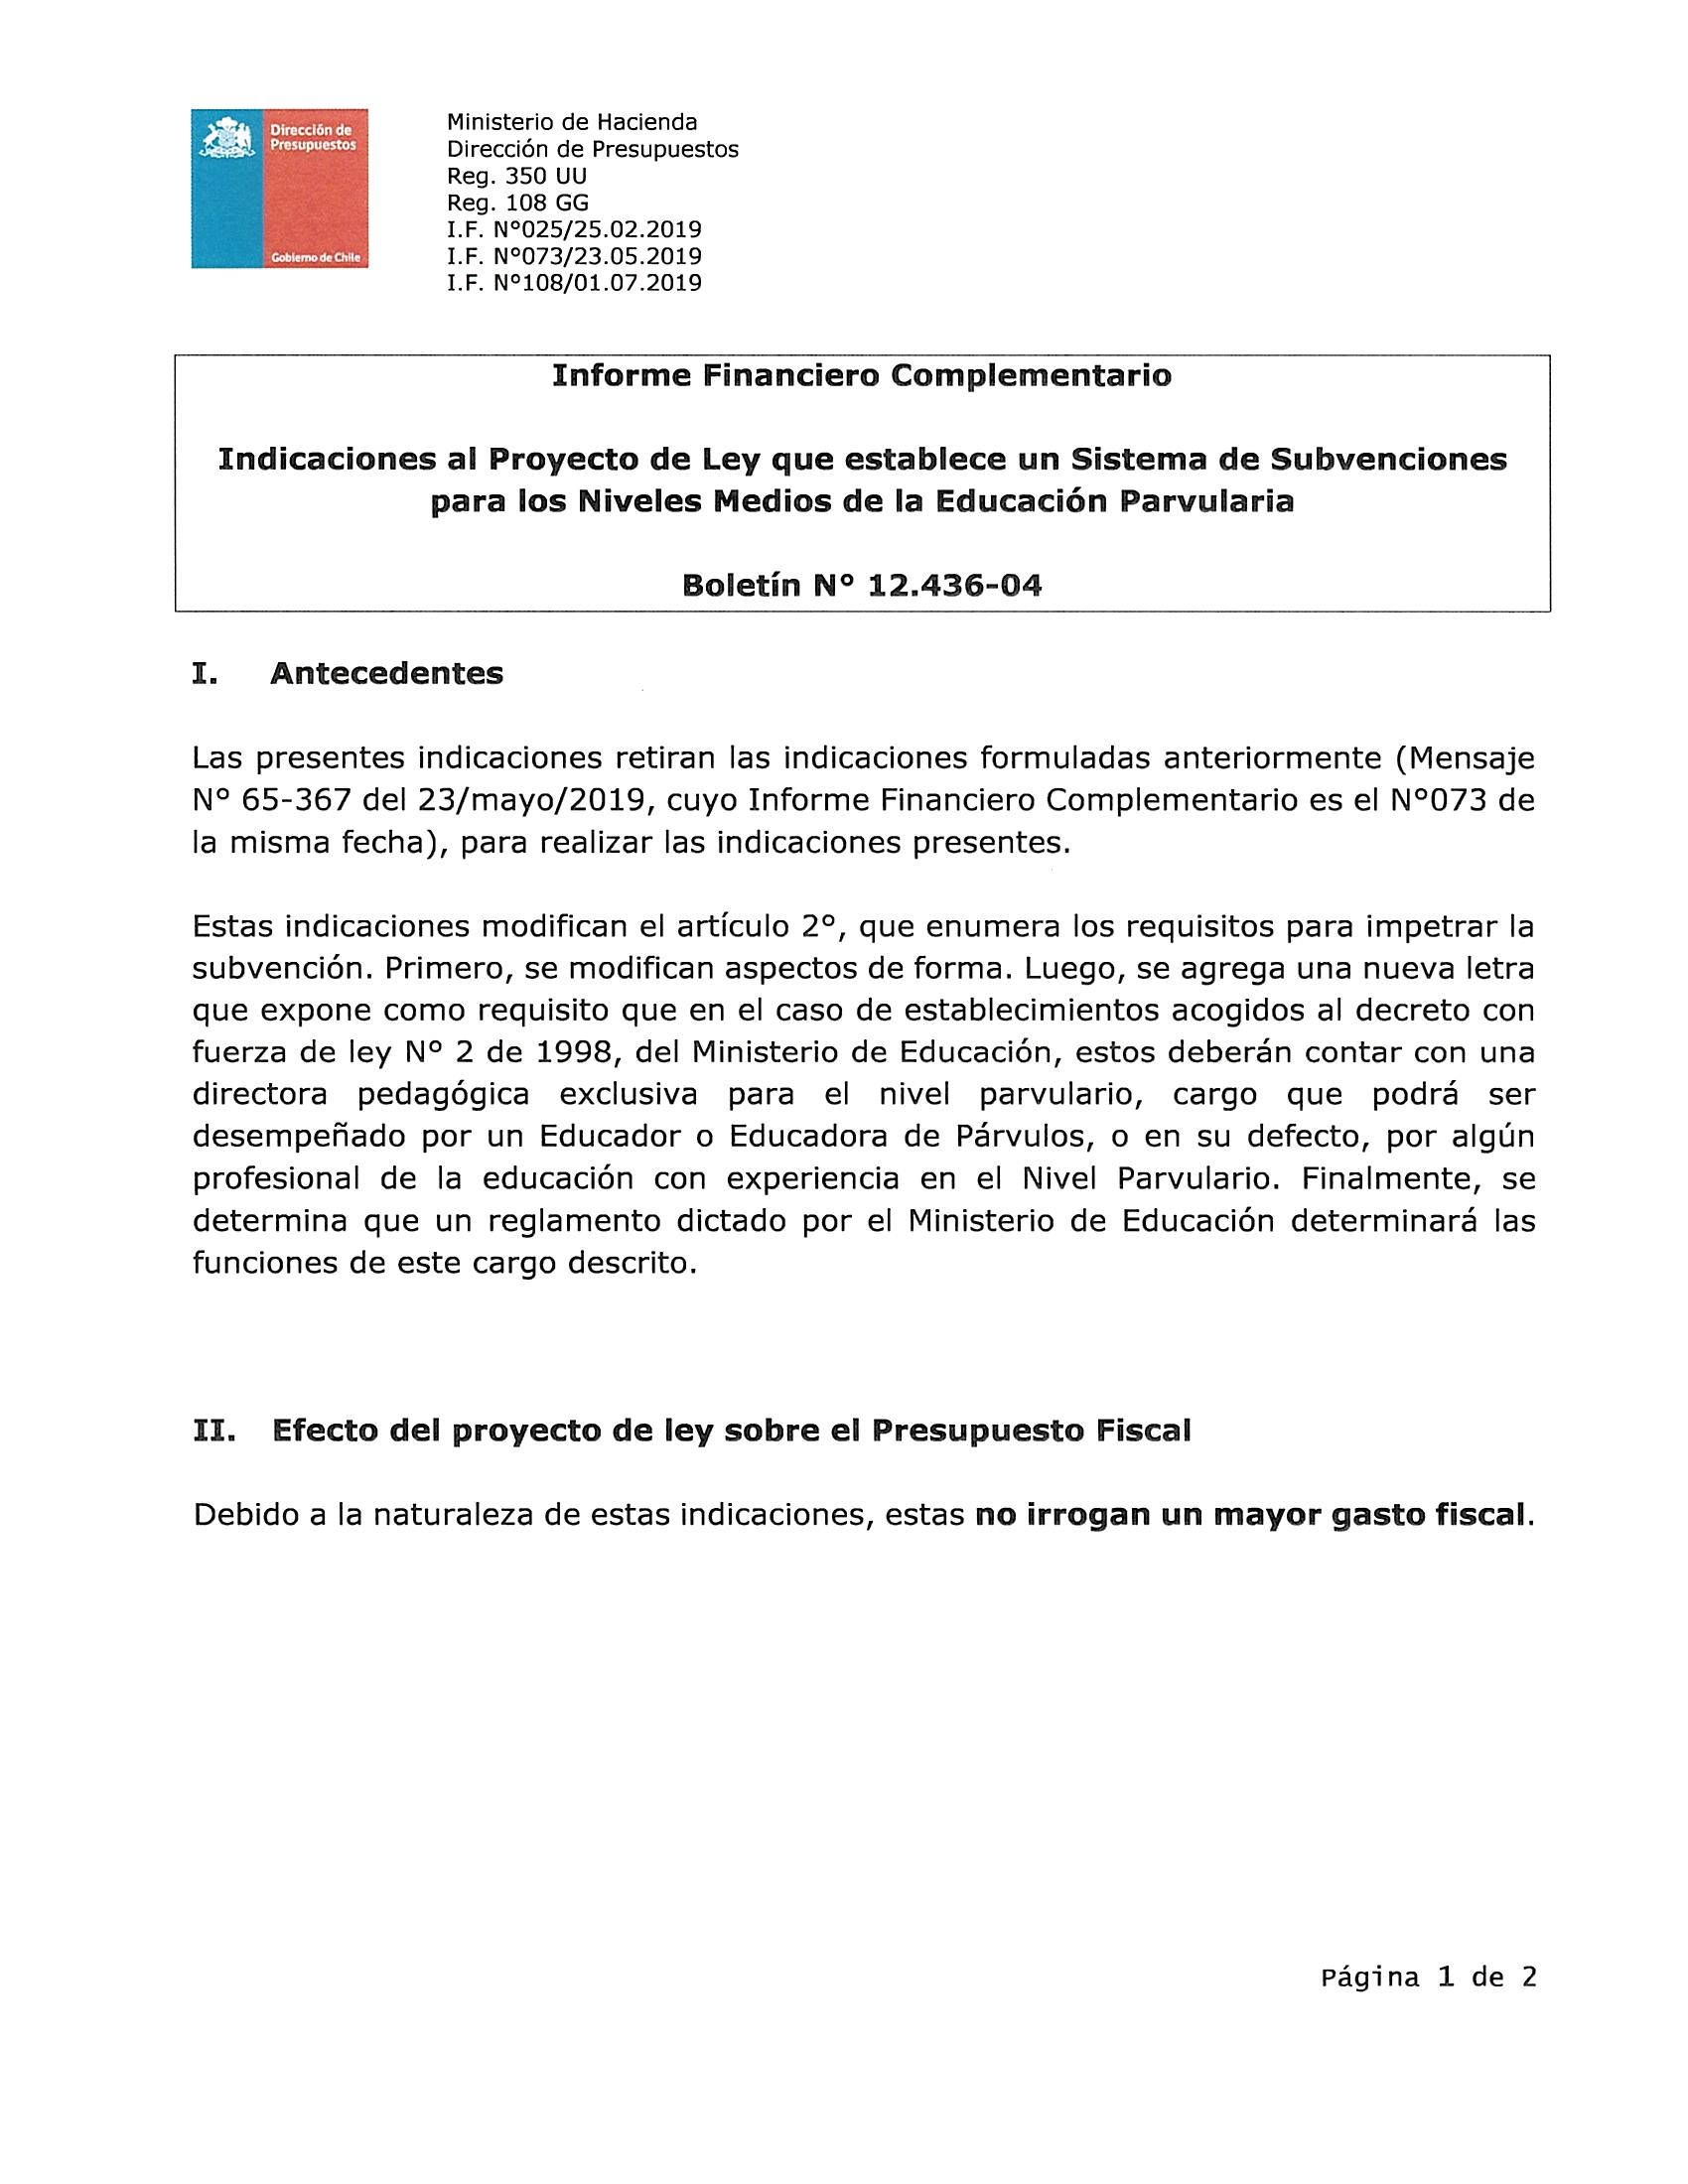 Dirección de
Presupuestos
Gobierno de Chile
Ministerio de Hacienda
Dirección de Presupuestos
Reg. 350 UU
Reg. 108 GG
I.F. N°025/25.02.2019
I.F. N°073/23.05.2019
I.F. N°108/01.07.2019
Informe Financiero Complementario
Indicaciones al Proyecto de Ley que establece un Sistema de Subvenciones
para los Niveles Medios de la Educación Parvularia
Boletín N° 12.436-04
I. Antecedentes
Las presentes indicaciones retiran las indicaciones formuladas anteriormente (Mensaje
N° 65-367 del 23/mayo/2019, cuyo Informe Financiero Complementario es el N°073 de
la misma fecha), para realizar las indicaciones presentes.
Estas indicaciones modifican el artículo 2°, que enumera los requisitos para impetrar la
subvención. Primero, se modifican aspectos de forma. Luego, se agrega una nueva letra
que expone como requisito que en el caso de establecimientos acogidos al decreto con
fuerza de ley N° 2 de 1998, del Ministerio de Educación, estos deberán contar con una
directora pedagógica exclusiva para el nivel parvulario, cargo que podrá ser
desempeñado por un Educador o Educadora de Párvulos, o en su defecto, por algún
profesional de la educación con experiencia en el Nivel Parvulario. Finalmente, se
determina que un reglamento dictado por el Ministerio de Educación determinará las
funciones de este cargo descrito.
II. Efecto del proyecto de ley sobre el Presupuesto Fiscal
Debido a la naturaleza de estas indicaciones, estas no irrogan un mayor gasto fiscal.
Página 1 de 2